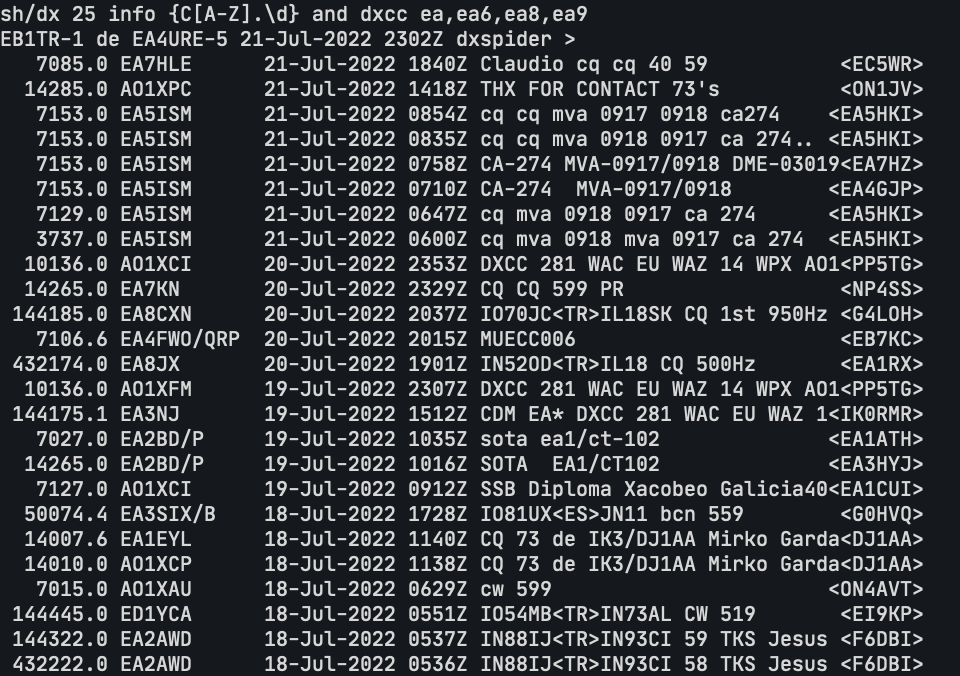 sh/dx 25 info {C[A-Z].\d} and dxcc ea,ea6,ea8,ea9
EB1TR-1 de EA4URE-5 21-Jul-2022 2302Z dxspider >
   7085.0 EA7HLE      21-Jul-2022 1840Z Claudio cq cq 40 59           <EC5WR>
  14285.0 AO1XPC      21-Jul-2022 1418Z THX FOR CONTACT 73's          <ON1JV>
   7153.0 EA5ISM      21-Jul-2022 0854Z cq cq mva 0917 0918 ca274    <EA5HKI>
   7153.0 EA5ISM      21-Jul-2022 0835Z cq cq mva 0918 0917 ca 274.. <EA5HKI>
   7153.0 EA5ISM      21-Jul-2022 0758Z CA-274 MVA-0917/0918 DME-03019<EA7HZ>
   7153.0 EA5ISM      21-Jul-2022 0710Z CA-274  MVA-0917/0918        <EA4GJP>
   7129.0 EA5ISM      21-Jul-2022 0647Z cq mva 0918 0917 ca 274      <EA5HKI>
   3737.0 EA5ISM      21-Jul-2022 0600Z cq mva 0918 mva 0917 ca 274  <EA5HKI>
  10136.0 AO1XCI      20-Jul-2022 2353Z DXCC 281 WAC EU WAZ 14 WPX AO1<PP5TG>
  14265.0 EA7KN       20-Jul-2022 2329Z CQ CQ 599 PR                  <NP4SS>
 144185.0 EA8CXN      20-Jul-2022 2037Z IO70JC<TR>IL18SK CQ 1st 950Hz <G4LOH>
   7106.6 EA4FWO/QRP  20-Jul-2022 2015Z MUECC006                      <EB7KC>
 432174.0 EA8JX       20-Jul-2022 1901Z IN52OD<TR>IL18 CQ 500Hz       <EA1RX>
  10136.0 AO1XFM      19-Jul-2022 2307Z DXCC 281 WAC EU WAZ 14 WPX AO1<PP5TG>
 144175.1 EA3NJ       19-Jul-2022 1512Z CDM EA* DXCC 281 WAC EU WAZ 1<IK0RMR>
   7027.0 EA2BD/P     19-Jul-2022 1035Z sota ea1/ct-102               <EA1ATH>
  14265.0 EA2BD/P     19-Jul-2022 1016Z SOTA  EA1/CT102              <EA3HYJ>
   7127.0 AO1XCI      19-Jul-2022 0912Z SSB Diploma Xacobeo Galicia40<EA1CUI>
  50074.4 EA3SIX/B    18-Jul-2022 1728Z IO81UX<ES>JN11 bcn 559        <G0HVQ>
  14007.6 EA1EYL      18-Jul-2022 1140Z CQ 73 de IK3/DJ1AA Mirko Garda<DJ1AA>
  14010.0 AO1XCP      18-Jul-2022 1138Z CQ 73 de IK3/DJ1AA Mirko Garda<DJ1AA>
   7015.0 AO1XAU      18-Jul-2022 0629Z cw 599                       <ON4AVT>
 144445.0 ED1YCA      18-Jul-2022 0551Z IO54MB<TR>IN73AL CW 519       <EI9KP>
 144322.0 EA2AWD      18-Jul-2022 0537Z IN88IJ<TR>IN93CI 59 TKS Jesus <F6DBI>
 432222.0 EA2AWD      18-Jul-2022 0536Z IN88IJ<TR>IN93CI 58 TKS Jesus <F6DBI>